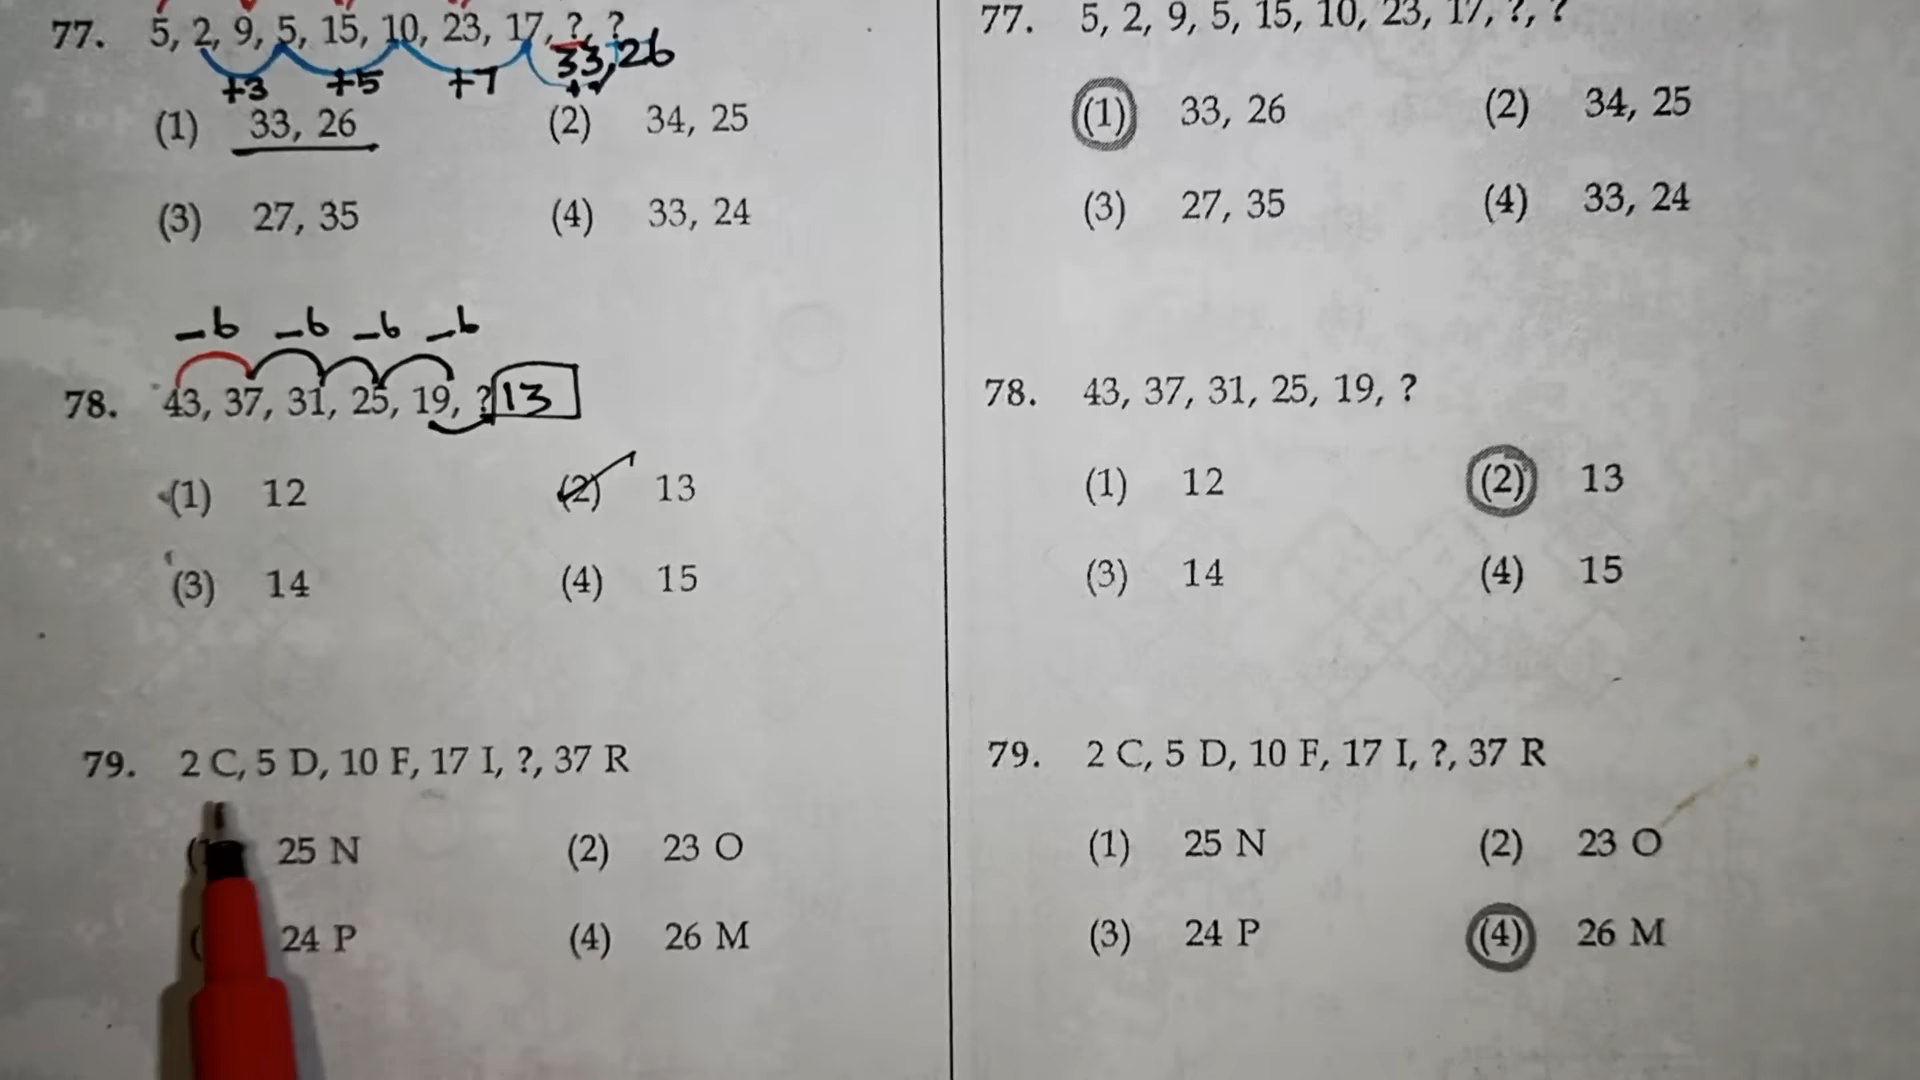 77. 5, 2, 9, 5, 15, 10, 23, 17, ?, ?
33, 26
+3 +5 +7
(1) 33, 26 (2) 34, 25
(3) 27, 35 (4) 33, 24
-6 -6 -6 -6
78. 43, 37, 31, 25, 19, ? 13
(1) 12 (2) 13
(3) 14 (4) 15
79. 2 C, 5 D, 10 F, 17 I, ?, 37 R
25 N (2) 23 O
24 P (4) 26 M
77. 5, 2, 9, 5, 15, 10, 23, 17, ?, ?
(1) 33, 26 (2) 34, 25
(3) 27, 35 (4) 33, 24
78. 43, 37, 31, 25, 19, ?
(1) 12 (2) 13
(3) 14 (4) 15
79. 2 C, 5 D, 10 F, 17 I, ?, 37 R
(1) 25 N (2) 23 O
(3) 24 P (4) 26 M